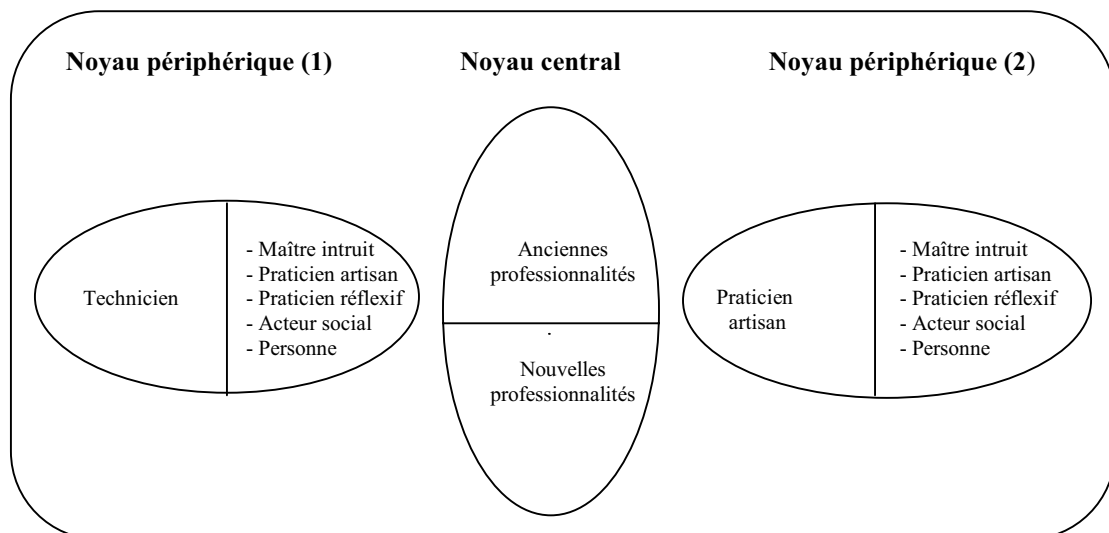 Noyau périphérique (1)
Noyau central
Noyau périphérique (2)
Technicien
- Maître intruit
- Praticien artisan
- Praticien réflexif
- Acteur social
- Personne
Anciennes
professionnalités
Nouvelles
professionnalités
Praticien
artisan
- Maître intruit
- Praticien artisan
- Praticien réflexif
- Acteur social
- Personne